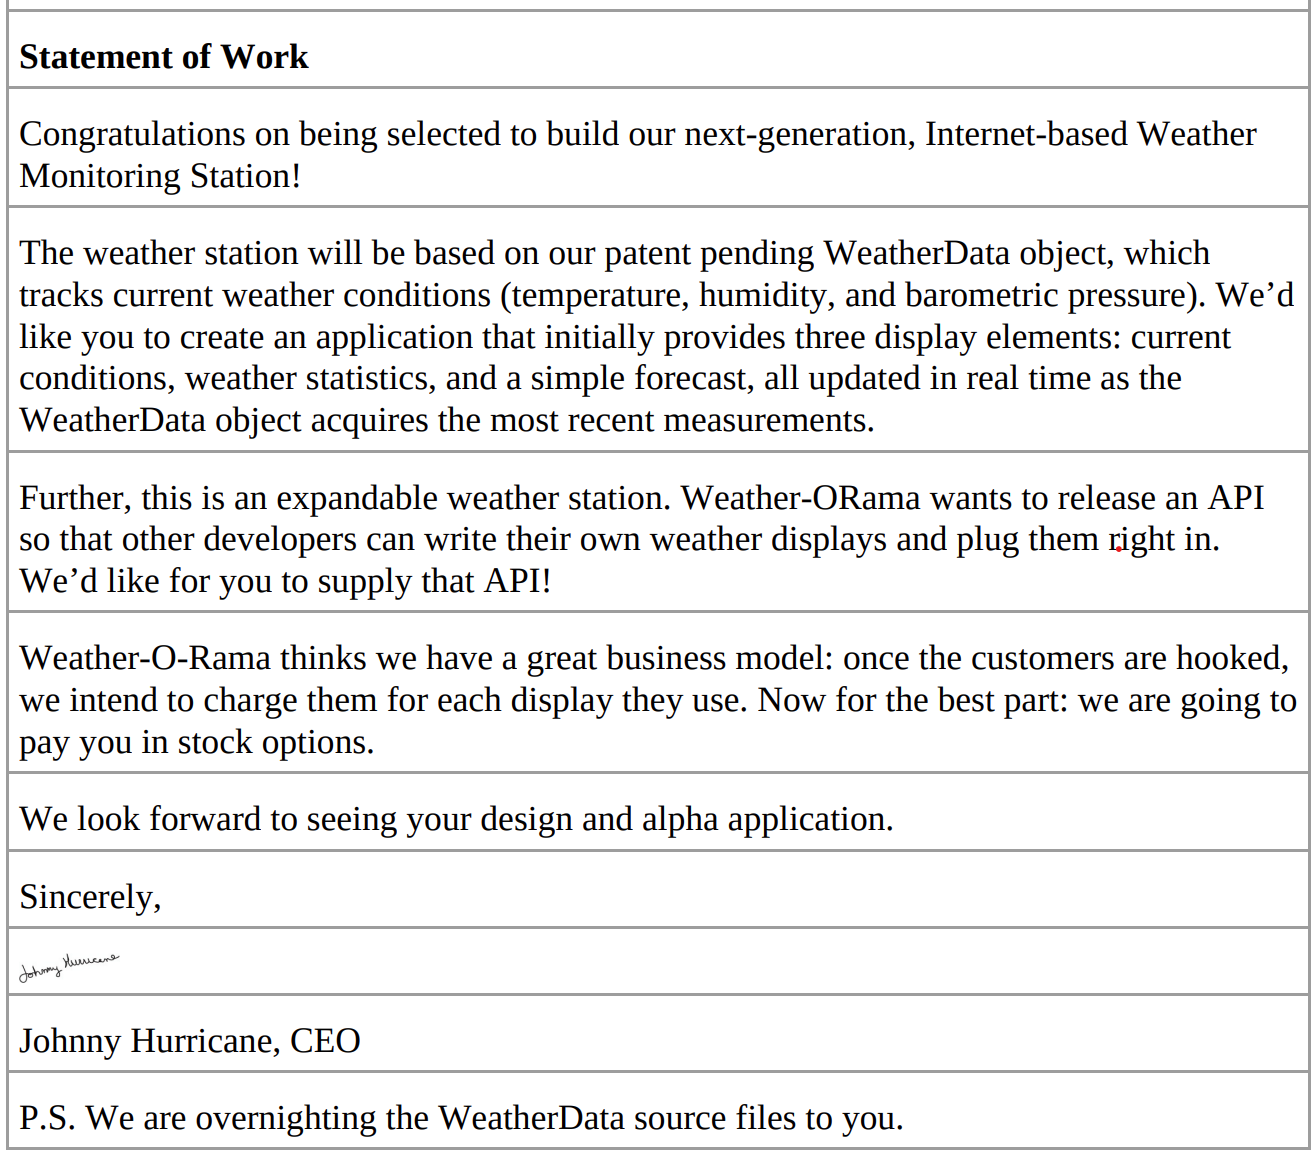 Statement of Work
Congratulations on being selected to build our next-generation, Internet-based Weather
Monitoring Station!
The weather station will be based on our patent pending WeatherData object, which
tracks current weather conditions (temperature, humidity, and barometric pressure). We’d
like you to create an application that initially provides three display elements: current
conditions, weather statistics, and a simple forecast, all updated in real time as the
WeatherData object acquires the most recent measurements.
Further, this is an expandable weather station. Weather-ORama wants to release an API
so that other developers can write their own weather displays and plug them right in.
We’d like for you to supply that API!
Weather-O-Rama thinks we have a great business model: once the customers are hooked,
we intend to charge them for each display they use. Now for the best part: we are going to
pay you in stock options.
We look forward to seeing your design and alpha application.
Sincerely,
Johnny Hurricane
Johnny Hurricane, CEO
P.S. We are overnighting the WeatherData source files to you.